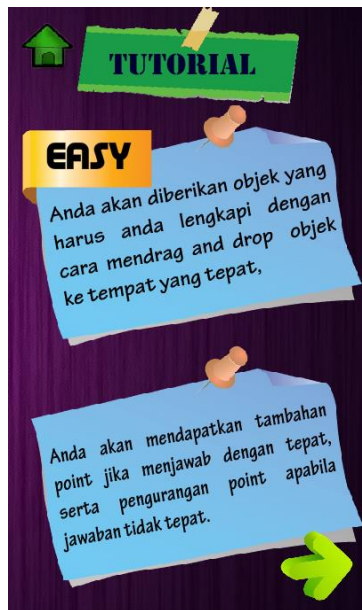 TUTORIAL
EASY
Anda akan diberikan objek yang
harus anda lengkapi dengan
cara mendrag and drop objek
ke tempat yang tepat,
Anda akan mendapatkan tambahan
point jika menjawab dengan tepat,
serta pengurangan point apabila
jawaban tidak tepat.